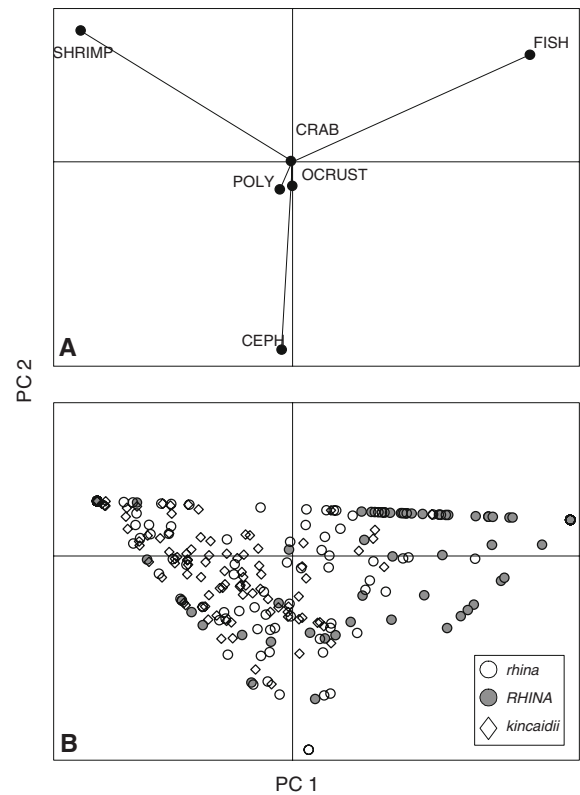 SHRIMP
FISH
CRAB
POLY
OCRUST
CEPH
A
PC 2
rhina
RHINA
kincaidii
B
PC 1